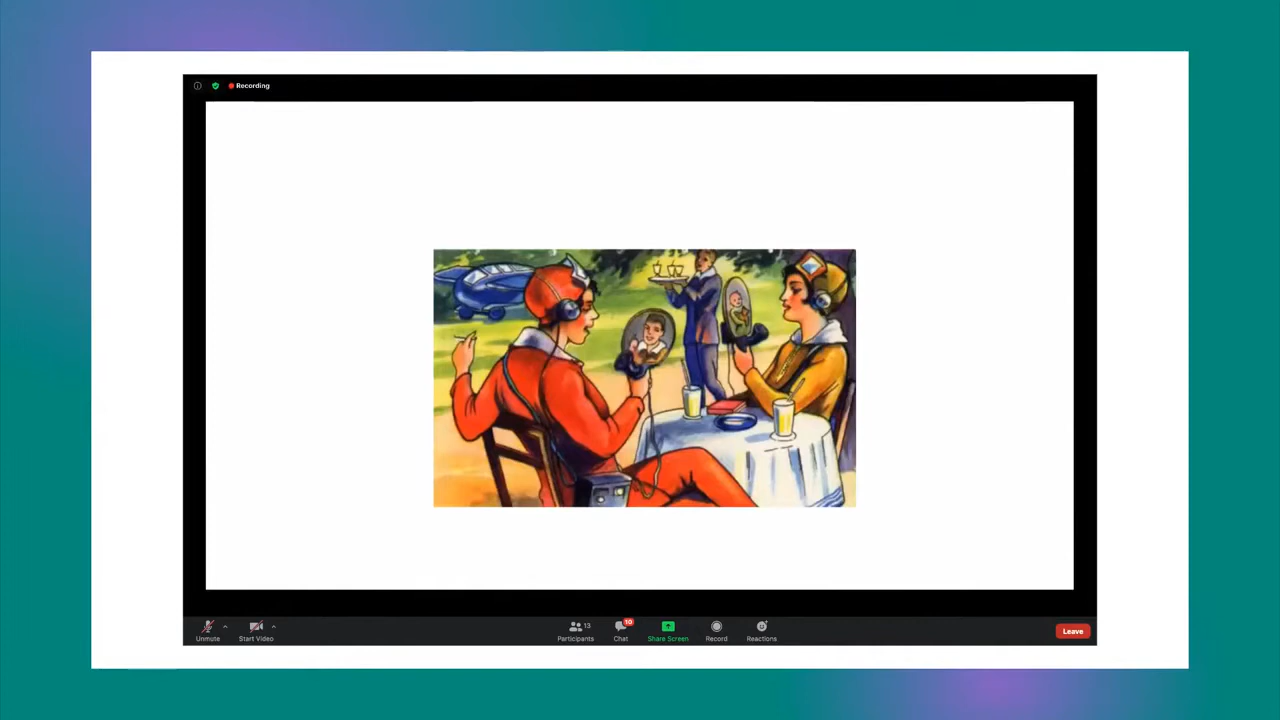 Recording
Unmute
Start Video
13
Participants
10
Chat
Share Screen
Record
Reactions
Leave